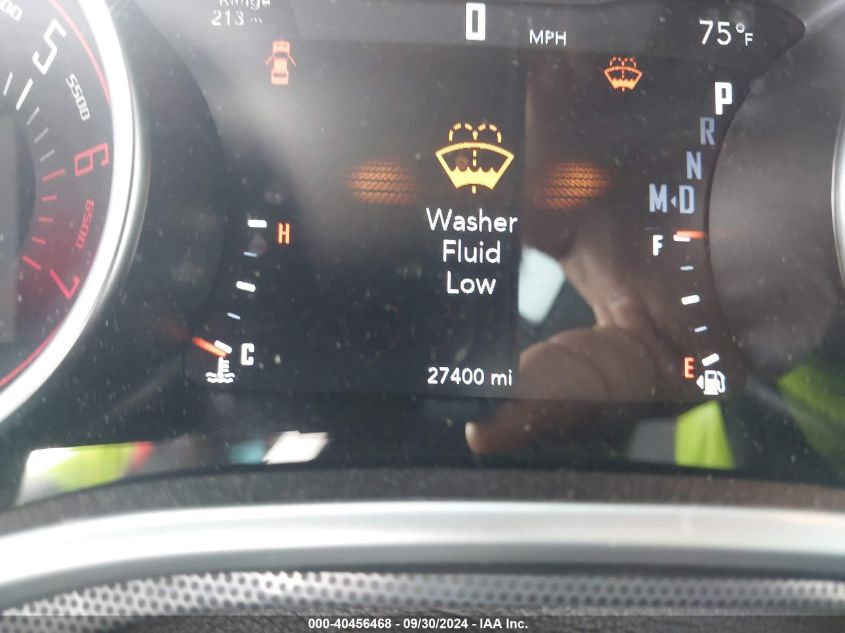 Range
213 m
0 MPH 75°F
5
5500
6
6500
7
P
R
N
M◂D
H
F
Washer
Fluid
Low
C
E
27400 mi
000-40456468 - 09/30/2024 - IAA Inc.